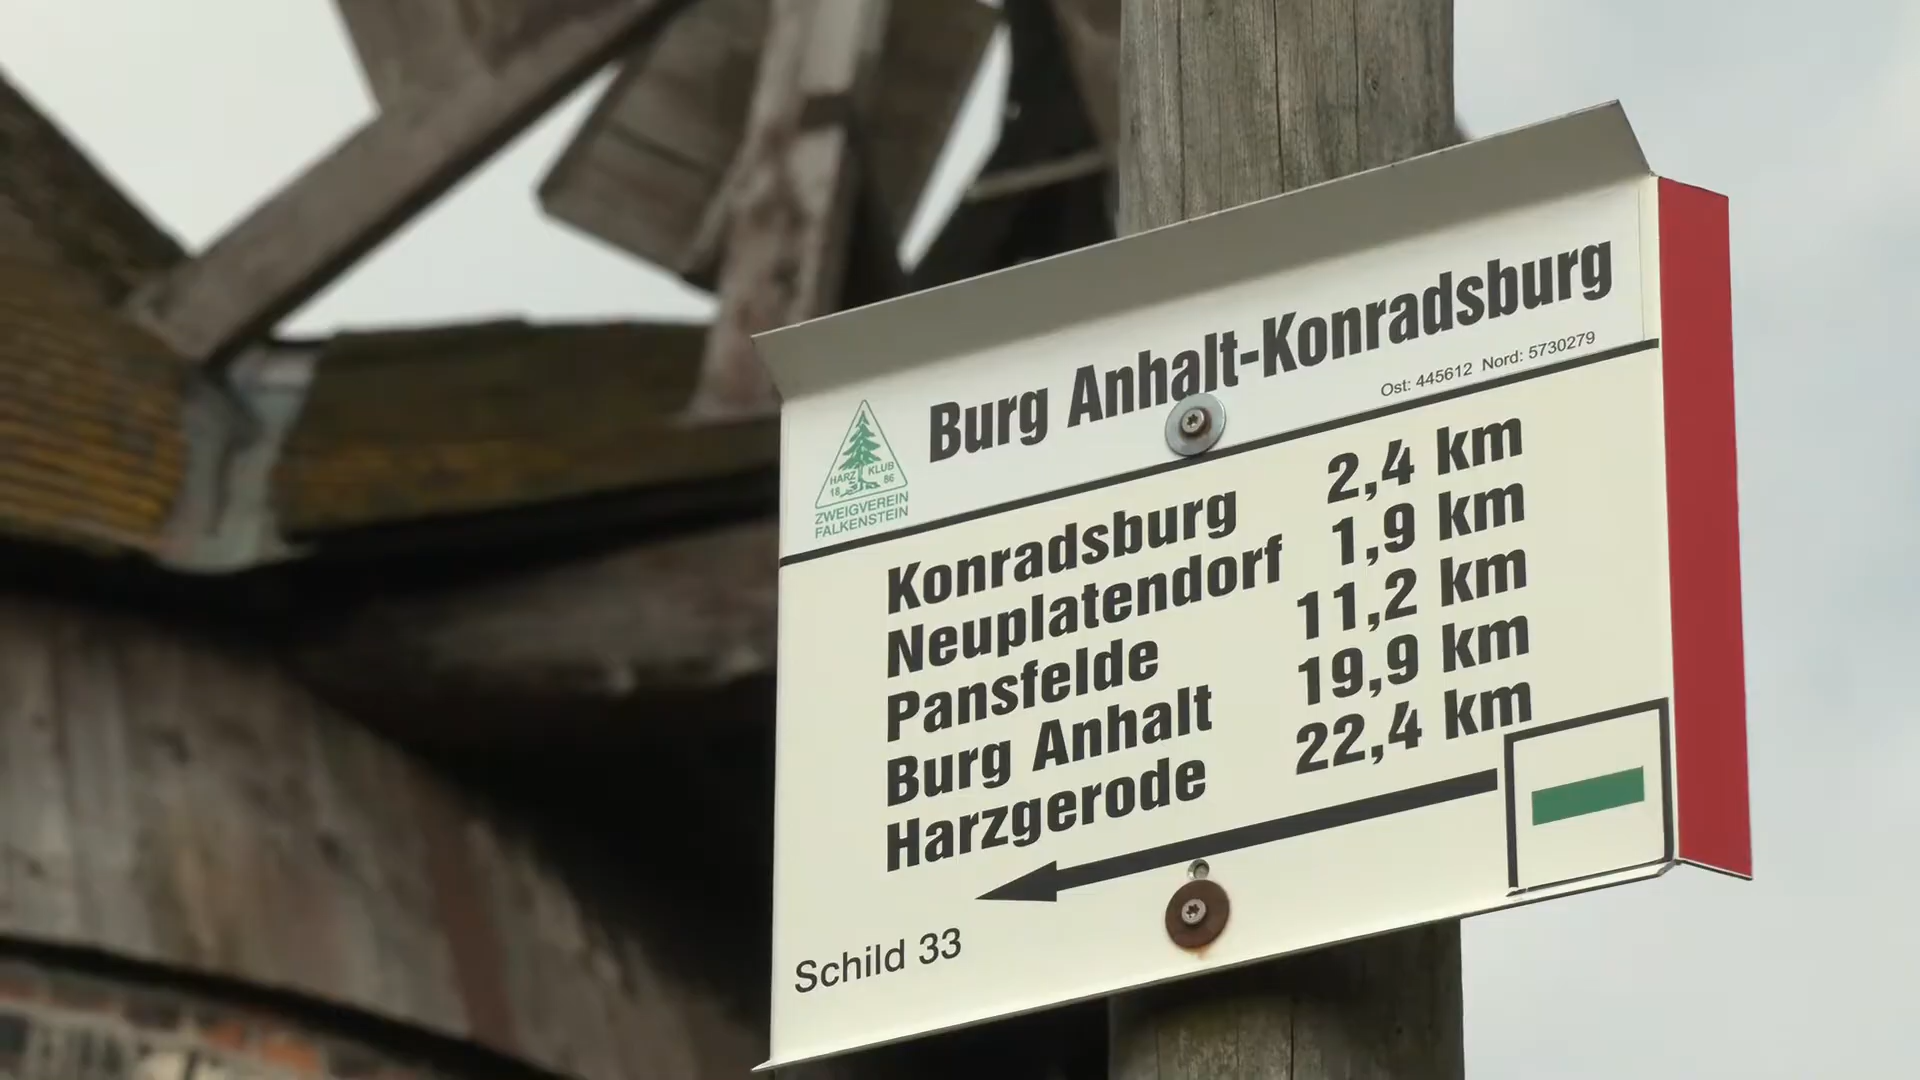 Burg Anhalt-Konradsburg
Ost: 445612 Nord: 5730279
HARZ KLUB
18 86
ZWEIGVEREIN
FALKENSTEIN
Konradsburg 2,4 km
Neuplatendorf 1,9 km
Pansfelde 11,2 km
Burg Anhalt 19,9 km
Harzgerode 22,4 km
Schild 33